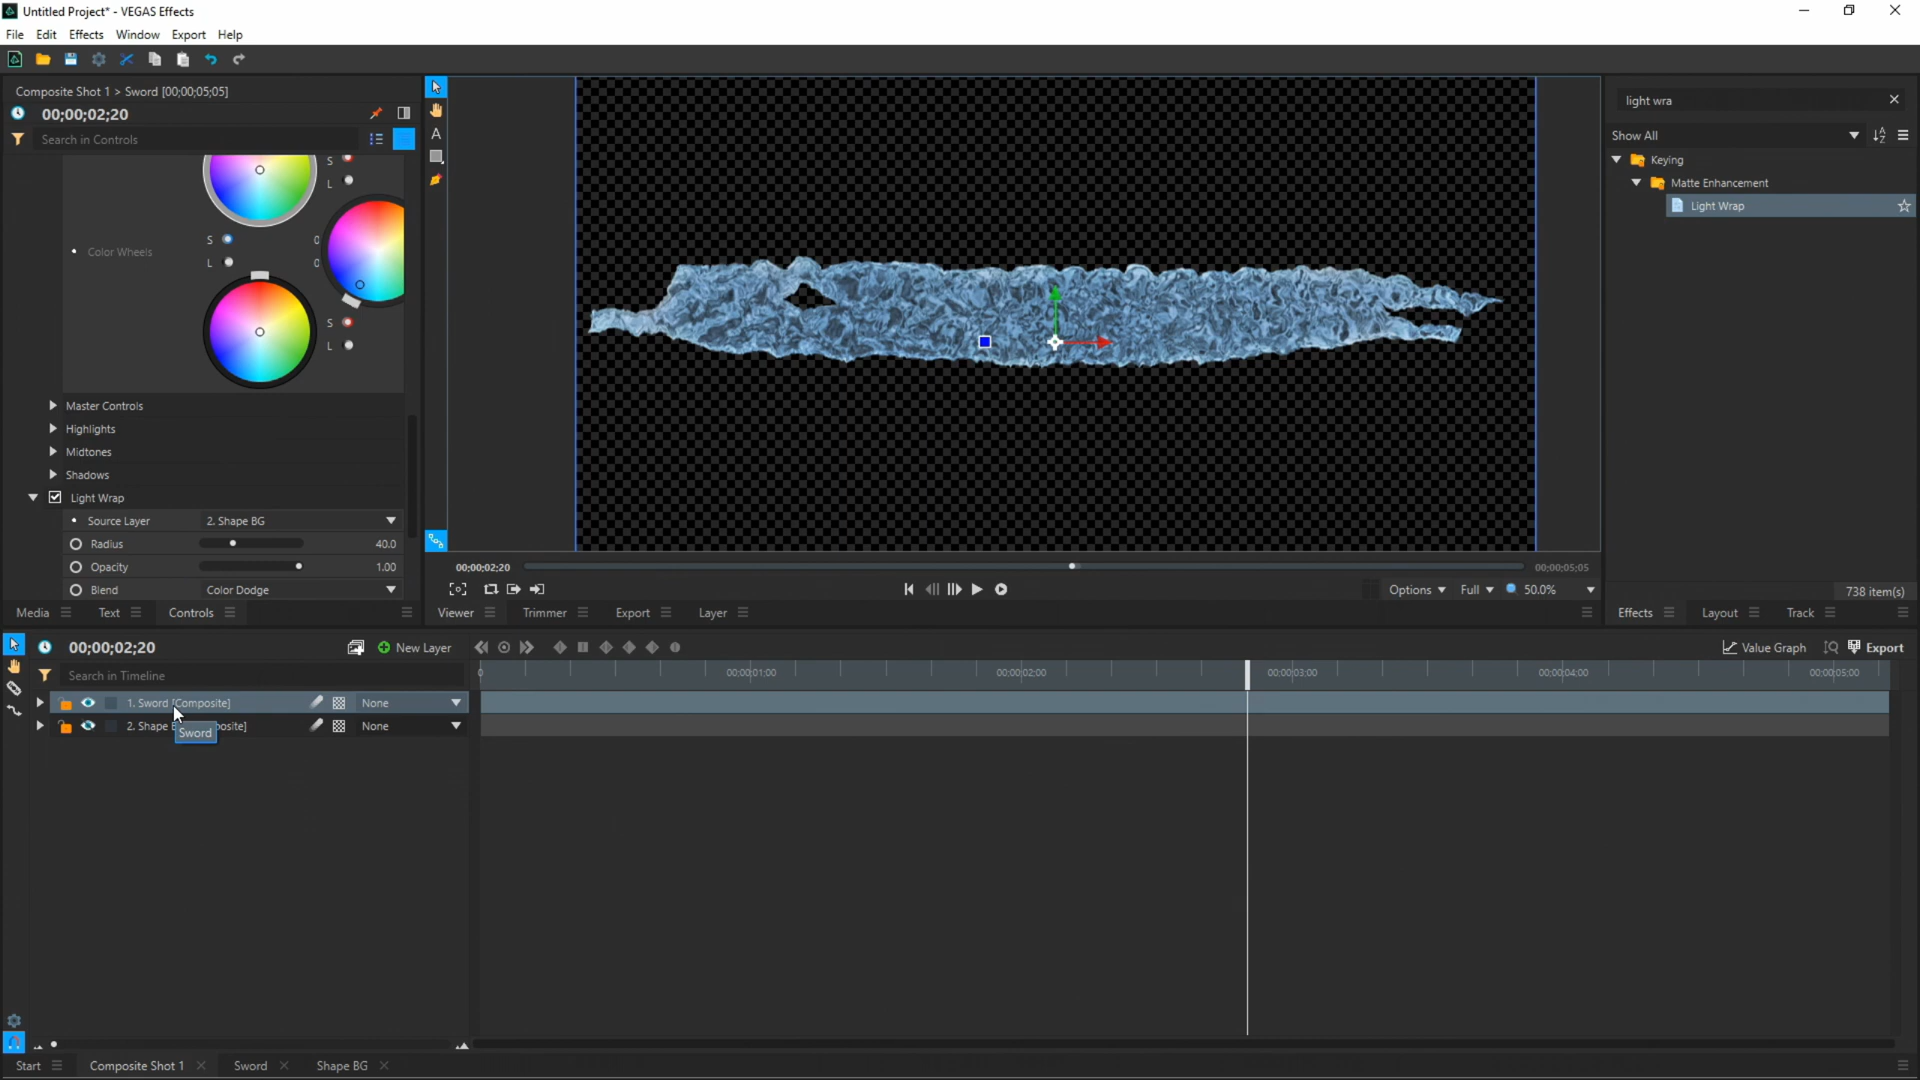 Untitled Project* - VEGAS Effects
File Edit Effects Window Export Help
Composite Shot 1 > Sword [00;00;05;05]
00;00;02;20
Search in Controls
S
L
Color Wheels
S 0
L 0
S
L
Master Controls
Highlights
Midtones
Shadows
Light Wrap
Source Layer 2. Shape BG
Radius 40.0
Opacity 1.00
Blend Color Dodge
Media Text Controls
A
00;00;02;20 00;00;05;05
Options Full 50.0%
Viewer Trimmer Export Layer
light wra
Show All
Keying
Matte Enhancement
Light Wrap
738 item(s)
Effects Layout Track
00;00;02;20 New Layer Value Graph Export
Search in Timeline
0 00;00;01;00 00;00;02;00 00;00;03;00 00;00;04;00 00;00;05;00
1. Sword [Composite] None
2. Shape None
Sword
Start Composite Shot 1 Sword Shape BG